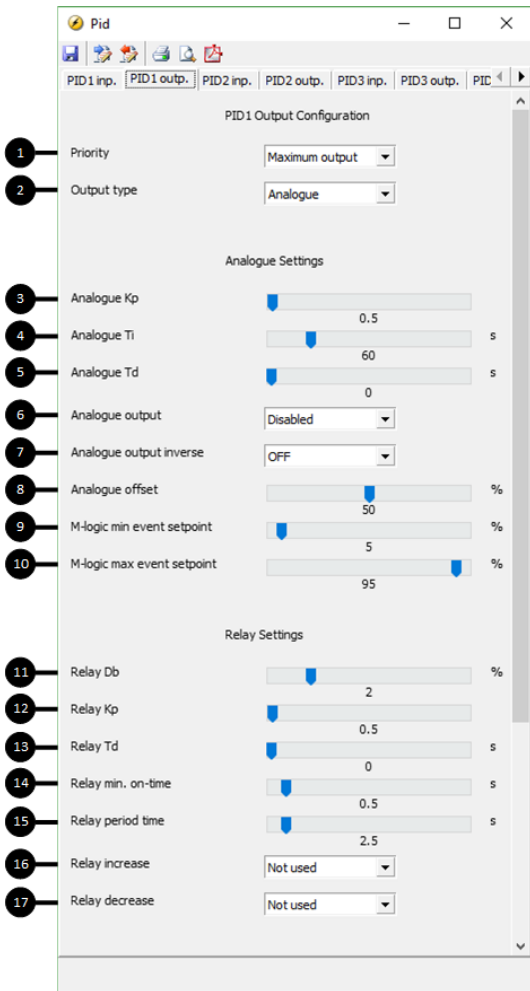 Pid
PID1 inp. PID1 outp. PID2 inp. PID2 outp. PID3 inp. PID3 outp. PID
PID1 Output Configuration
1 Priority Maximum output
2 Output type Analogue
Analogue Settings
3 Analogue Kp
0.5
4 Analogue Ti s
60
5 Analogue Td s
0
6 Analogue output Disabled
7 Analogue output inverse OFF
8 Analogue offset %
50
9 M-logic min event setpoint %
5
10 M-logic max event setpoint %
95
Relay Settings
11 Relay Db %
2
12 Relay Kp
0.5
13 Relay Td s
0
14 Relay min. on-time s
0.5
15 Relay period time s
2.5
16 Relay increase Not used
17 Relay decrease Not used